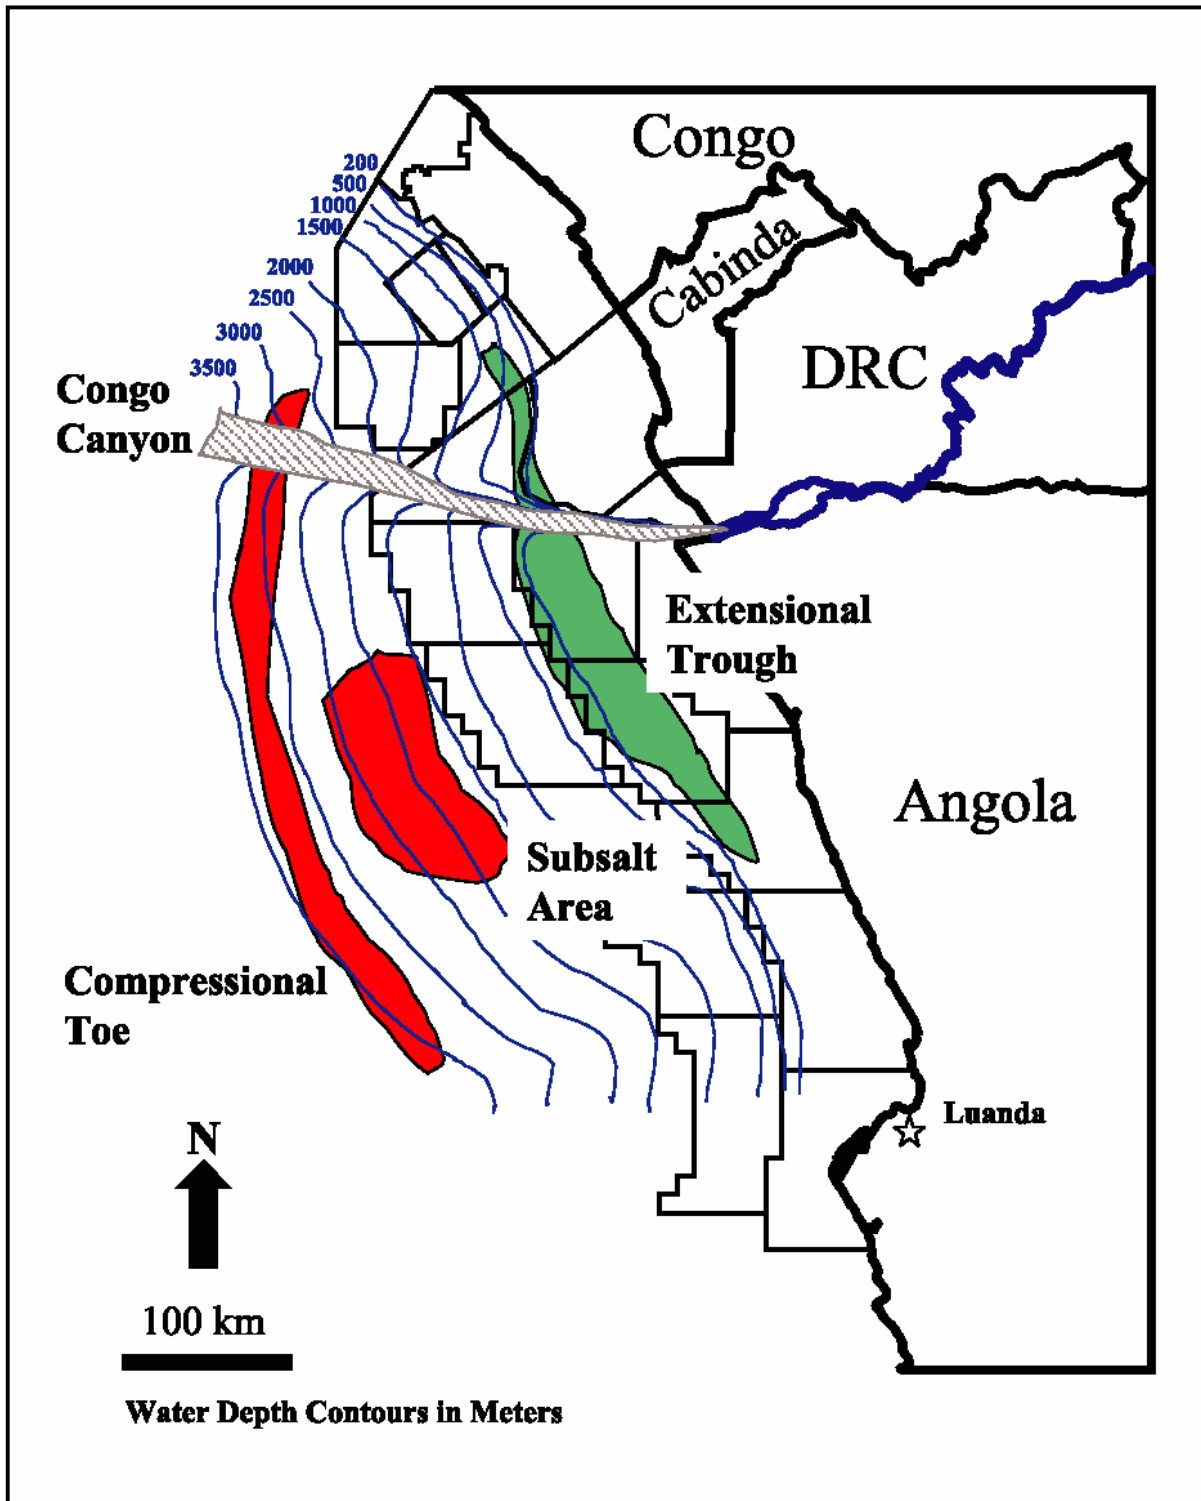 Congo
200
500
1000
1500
Cabinda
2000
2500
3000
3500
DRC
Congo
Canyon
Extensional
Trough
Angola
Subsalt
Area
Compressional
Toe
Luanda
N
100 km
Water Depth Contours in Meters